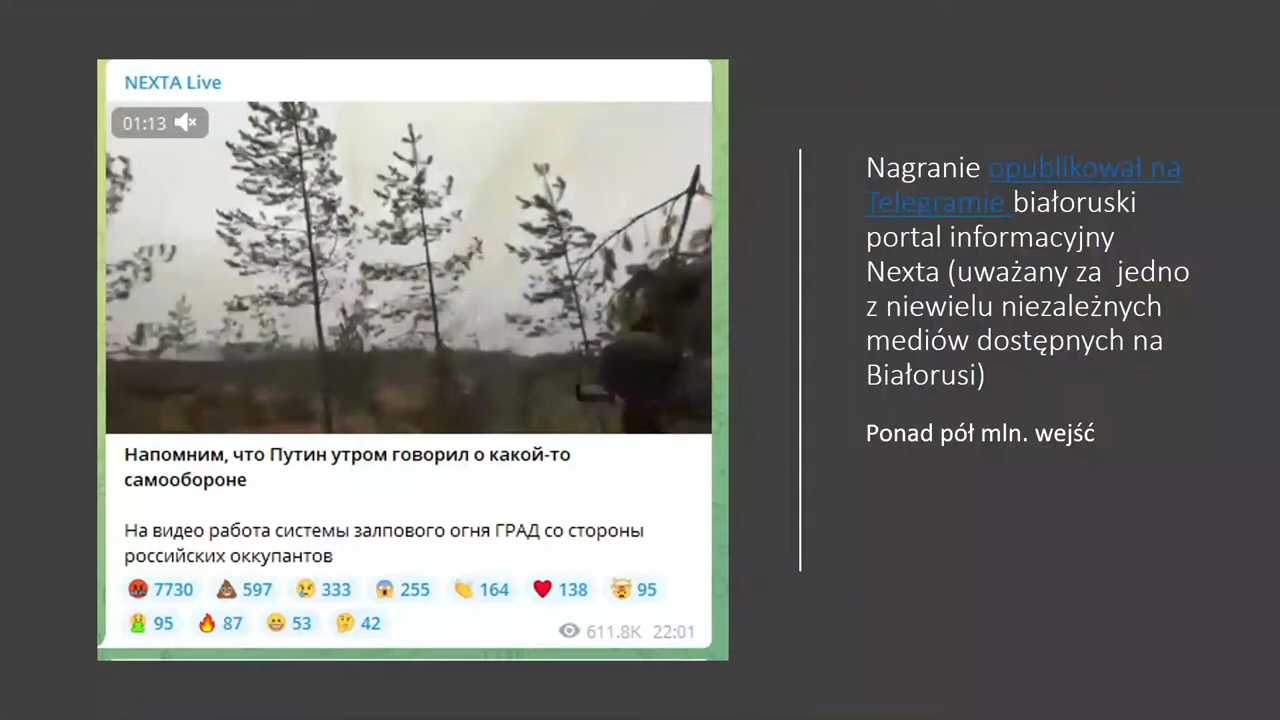 NEXTA Live
01:13
Напомним, что Путин утром говорил о какой-то
самообороне
На видео работа системы залпового огня ГРАД со стороны
российских оккупантов
7730 597 333 255 164 138 95
95 87 53 42
611.8K 22:01
Nagranie opublikował na
Telegramie białoruski
portal informacyjny
Nexta (uważany za jedno
z niewielu niezależnych
mediów dostępnych na
Białorusi)
Ponad pół mln. wejść